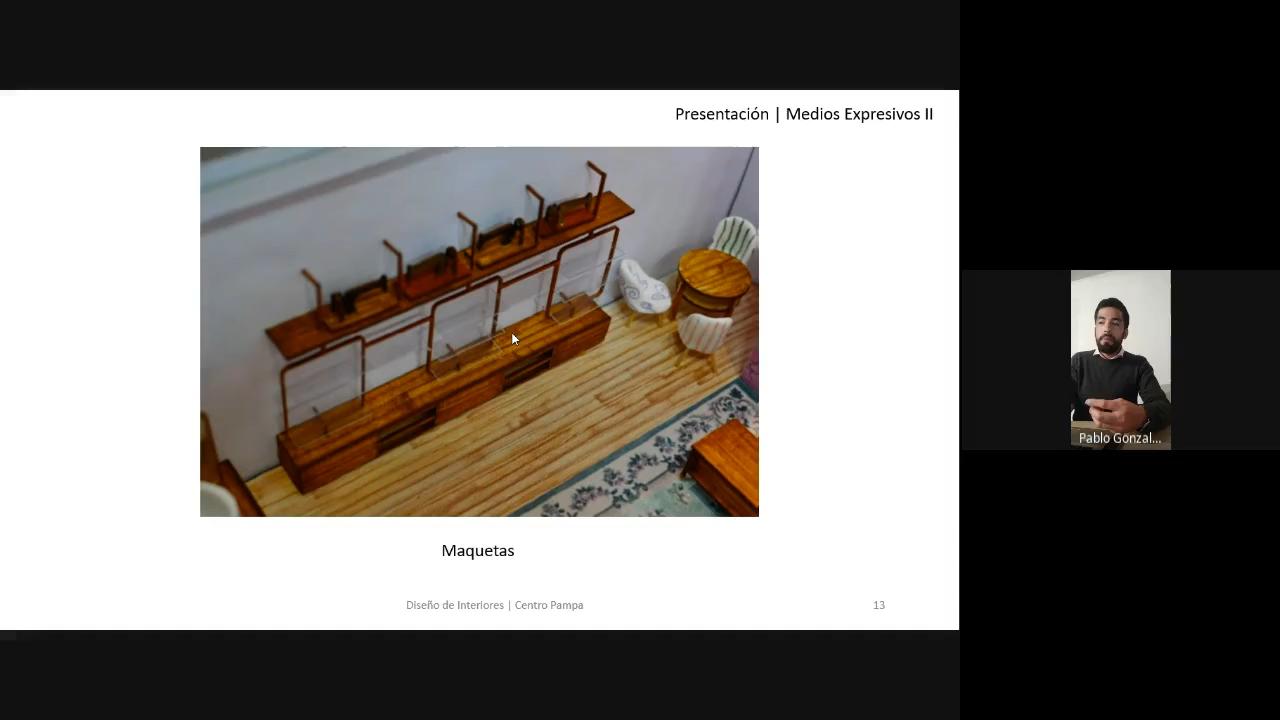 Presentación | Medios Expresivos II
Maquetas
Diseño de Interiores | Centro Pampa
13
Pablo Gonzal...